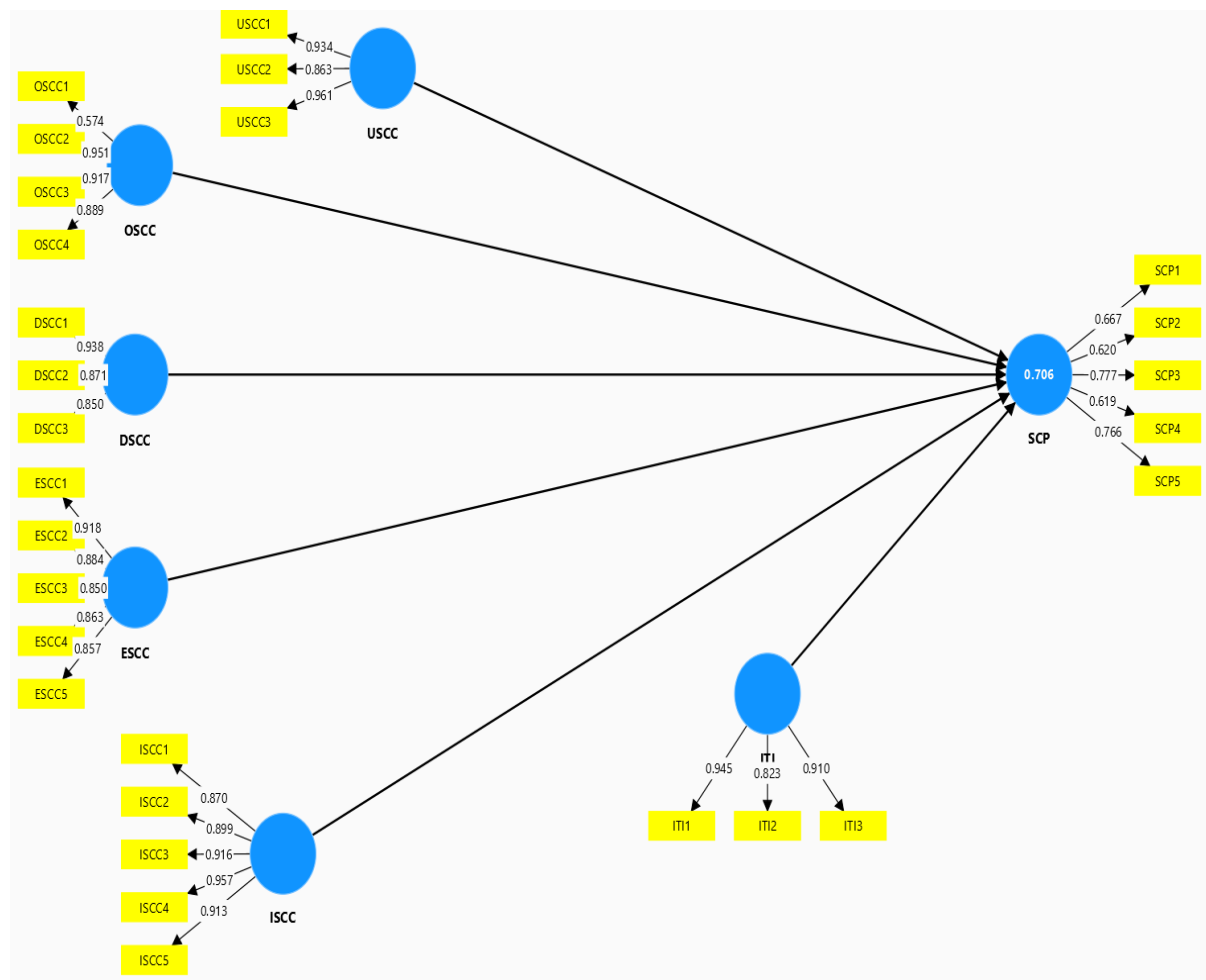 USCC1
0.934
USCC2
0.863
USCC3
0.961
USCC
OSCC1
0.574
OSCC2
0.951
OSCC3
0.917
OSCC4
0.889
OSCC
DSCC1
0.938
DSCC2
0.871
DSCC3
0.850
DSCC
ESCC1
0.918
ESCC2
0.884
ESCC3
0.850
ESCC4
0.863
ESCC5
0.857
ESCC
ISCC1
0.870
ISCC2
0.899
ISCC3
0.916
ISCC4
0.957
ISCC5
0.913
ISCC
ITI
0.945
0.823
0.910
ITI1
ITI2
ITI3
0.706
SCP
SCP1
0.667
SCP2
0.620
SCP3
0.777
SCP4
0.619
SCP5
0.766